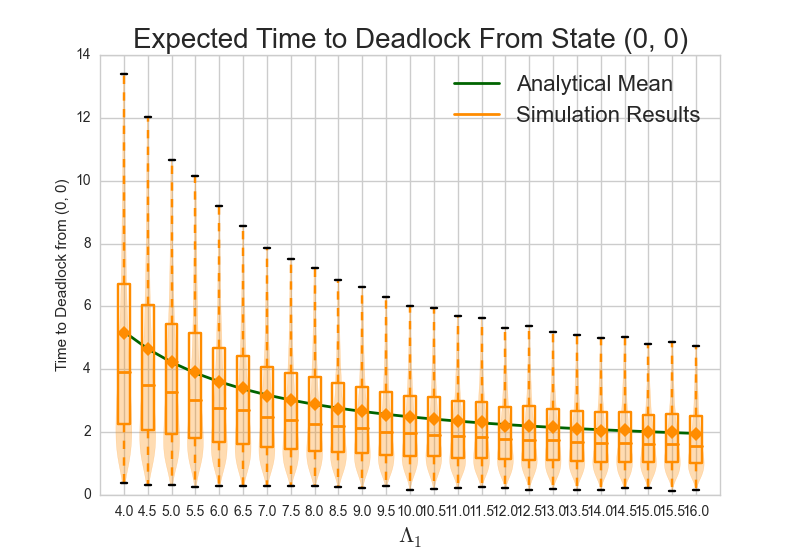 Expected Time to Deadlock From State (0, 0)
Analytical Mean
Simulation Results
Time to Deadlock from (0, 0)
14
12
10
8
6
4
2
0
4.0 4.5 5.0 5.5 6.0 6.5 7.0 7.5 8.0 8.5 9.0 9.5 10.0 10.5 11.0 11.5 12.0 12.5 13.0 13.5 14.0 14.5 15.0 15.5 16.0
Λ₁